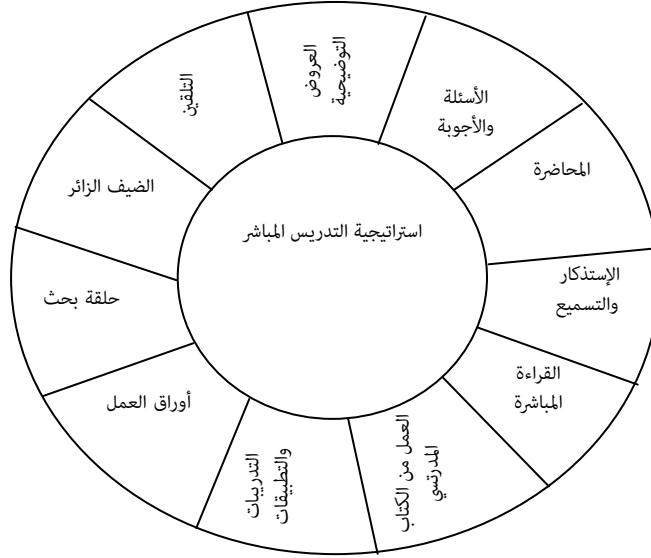 استراتيجية التدريس المباشر
العروض
التوضيحية
الأسئلة
والأجوبة
المحاضرة
الإستذكار
والتسميع
القراءة
المباشرة
العمل من الكتاب
المدرتسي
التدريبات
والتطبيقات
أوراق العمل
حلقة بحث
الضيف الزائر
التلقين